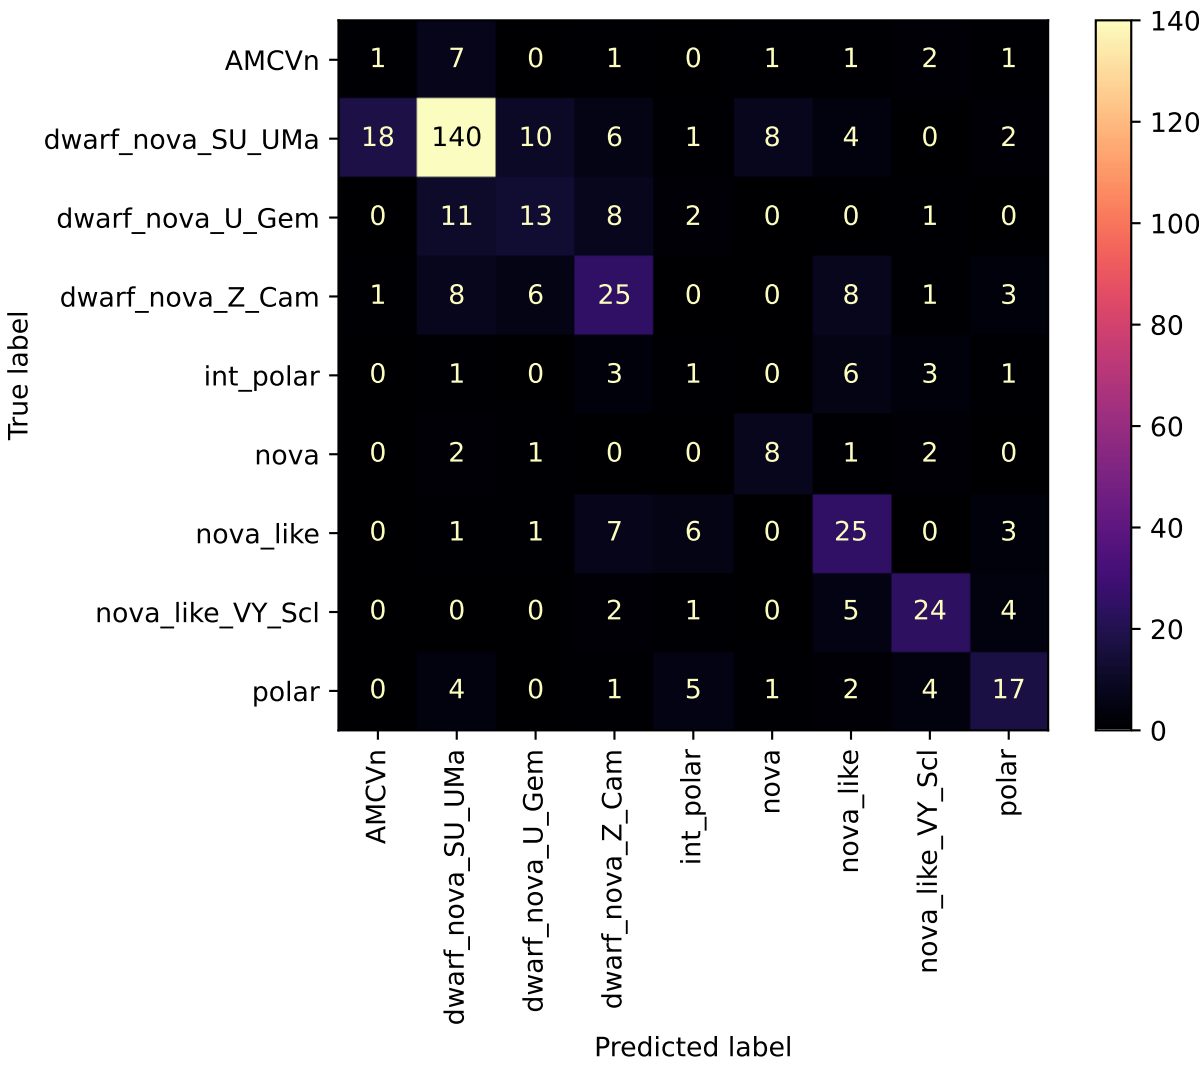 AMCVn 1 7 0 1 0 1 1 2 1
dwarf_nova_SU_UMa 18 140 10 6 1 8 4 0 2
dwarf_nova_U_Gem 0 11 13 8 2 0 0 1 0
dwarf_nova_Z_Cam 1 8 6 25 0 0 8 1 3
int_polar 0 1 0 3 1 0 6 3 1
nova 0 2 1 0 0 8 1 2 0
nova_like 0 1 1 7 6 0 25 0 3
nova_like_VY_Scl 0 0 0 2 1 0 5 24 4
polar 0 4 0 1 5 1 2 4 17
True label
AMCVn
dwarf_nova_SU_UMa
dwarf_nova_U_Gem
dwarf_nova_Z_Cam
int_polar
nova
nova_like
nova_like_VY_Scl
polar
Predicted label
140
120
100
80
60
40
20
0